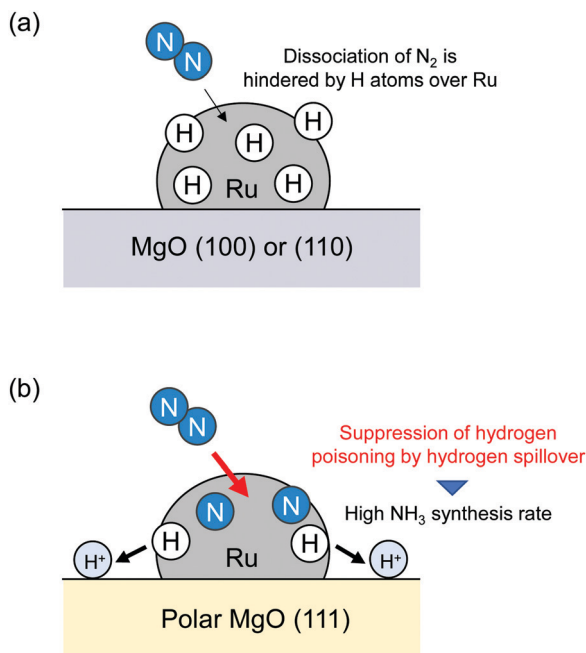 (a)
N
N
Dissociation of N₂ is
hindered by H atoms over Ru
H
H
H
H
H
Ru
MgO (100) or (110)
(b)
N
N
Suppression of hydrogen
poisoning by hydrogen spillover
High NH₃ synthesis rate
N
N
H
H
H⁺
Ru
H⁺
Polar MgO (111)